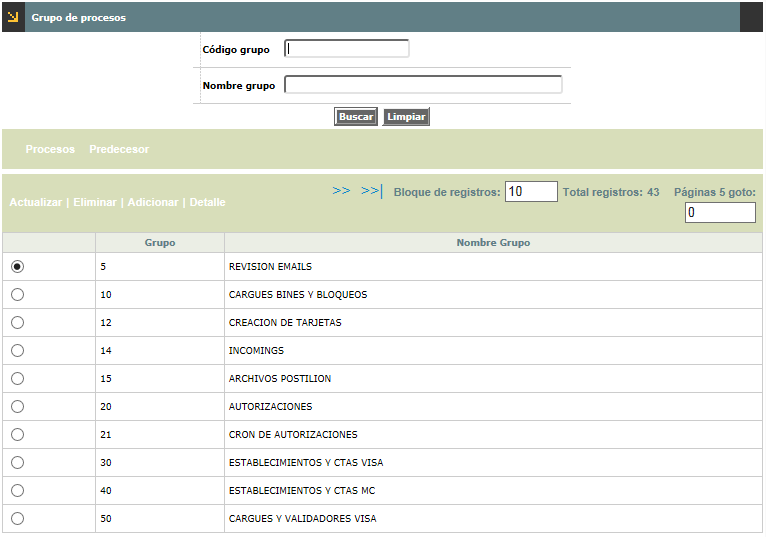 Grupo de procesos
Código grupo
Nombre grupo
Buscar Limpiar
Procesos Predecesor
Actualizar | Eliminar | Adicionar | Detalle >> >>| Bloque de registros: 10 Total registros: 43 Páginas 5 goto:
0
Grupo Nombre Grupo
5 REVISION EMAILS
10 CARGUES BINES Y BLOQUEOS
12 CREACION DE TARJETAS
14 INCOMINGS
15 ARCHIVOS POSTILION
20 AUTORIZACIONES
21 CRON DE AUTORIZACIONES
30 ESTABLECIMIENTOS Y CTAS VISA
40 ESTABLECIMIENTOS Y CTAS MC
50 CARGUES Y VALIDADORES VISA